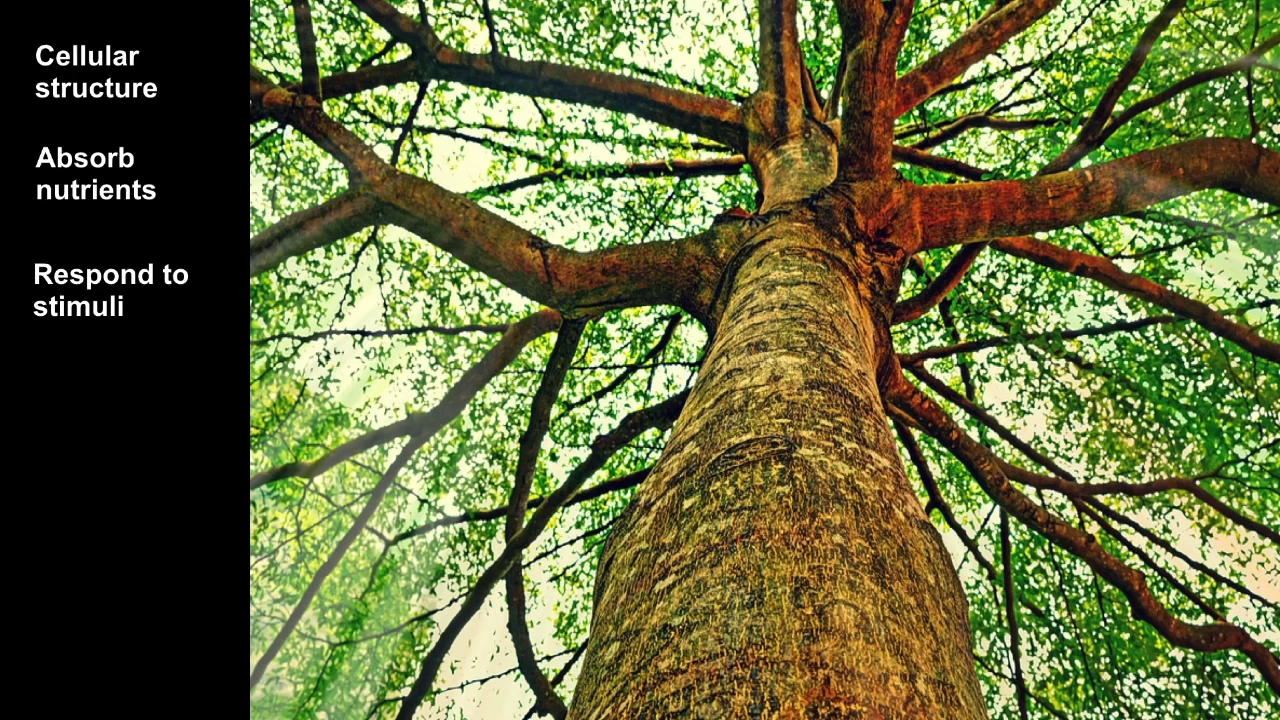 Cellular
structure
Absorb
nutrients
Respond to
stimuli